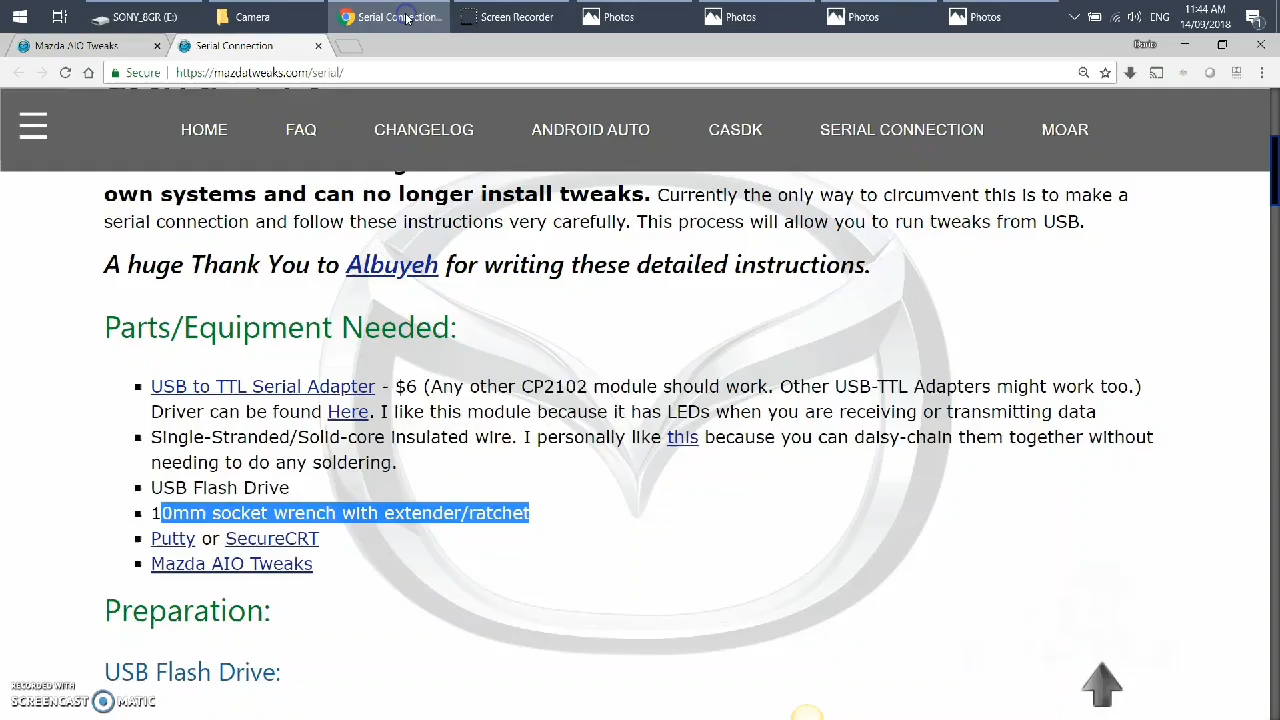 SONY_8GR (E:)
Camera
Serial Connection...
Screen Recorder
Photos
Photos
Photos
Photos
ENG
11:44 AM
14/09/2018
Mazda AIO Tweaks
Serial Connection
Dario
Secure
https://mazdatweaks.com/serial/
HOME
FAQ
CHANGELOG
ANDROID AUTO
CASDK
SERIAL CONNECTION
MOAR
own systems and can no longer install tweaks. Currently the only way to circumvent this is to make a
serial connection and follow these instructions very carefully. This process will allow you to run tweaks from USB.
A huge Thank You to Albuyeh for writing these detailed instructions.
Parts/Equipment Needed:
USB to TTL Serial Adapter - $6 (Any other CP2102 module should work. Other USB-TTL Adapters might work too.)
Driver can be found Here. I like this module because it has LEDs when you are receiving or transmitting data
Single-Stranded/Solid-core insulated wire. I personally like this because you can daisy-chain them together without
needing to do any soldering.
USB Flash Drive
10mm socket wrench with extender/ratchet
Putty or SecureCRT
Mazda AIO Tweaks
Preparation:
USB Flash Drive:
RECORDED WITH
SCREENCAST MATIC